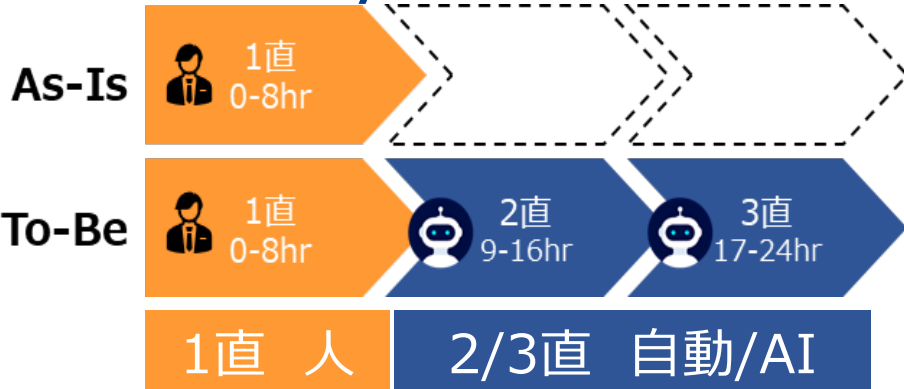 As-Is
1直
0-8hr
To-Be
1直
0-8hr
2直
9-16hr
3直
17-24hr
1直 人
2/3直 自動/AI